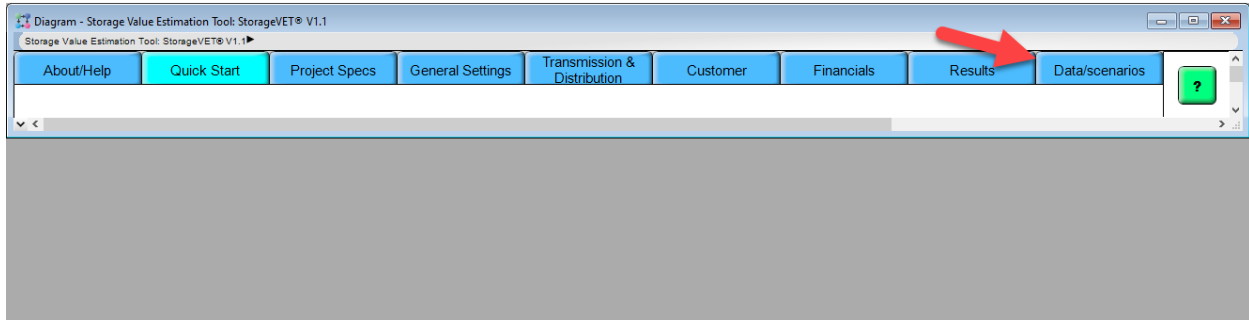 Diagram - Storage Value Estimation Tool: StorageVET® V1.1
Storage Value Estimation Tool: StorageVET® V1.1
About/Help
Quick Start
Project Specs
General Settings
Transmission &
Distribution
Customer
Financials
Results
Data/scenarios
?